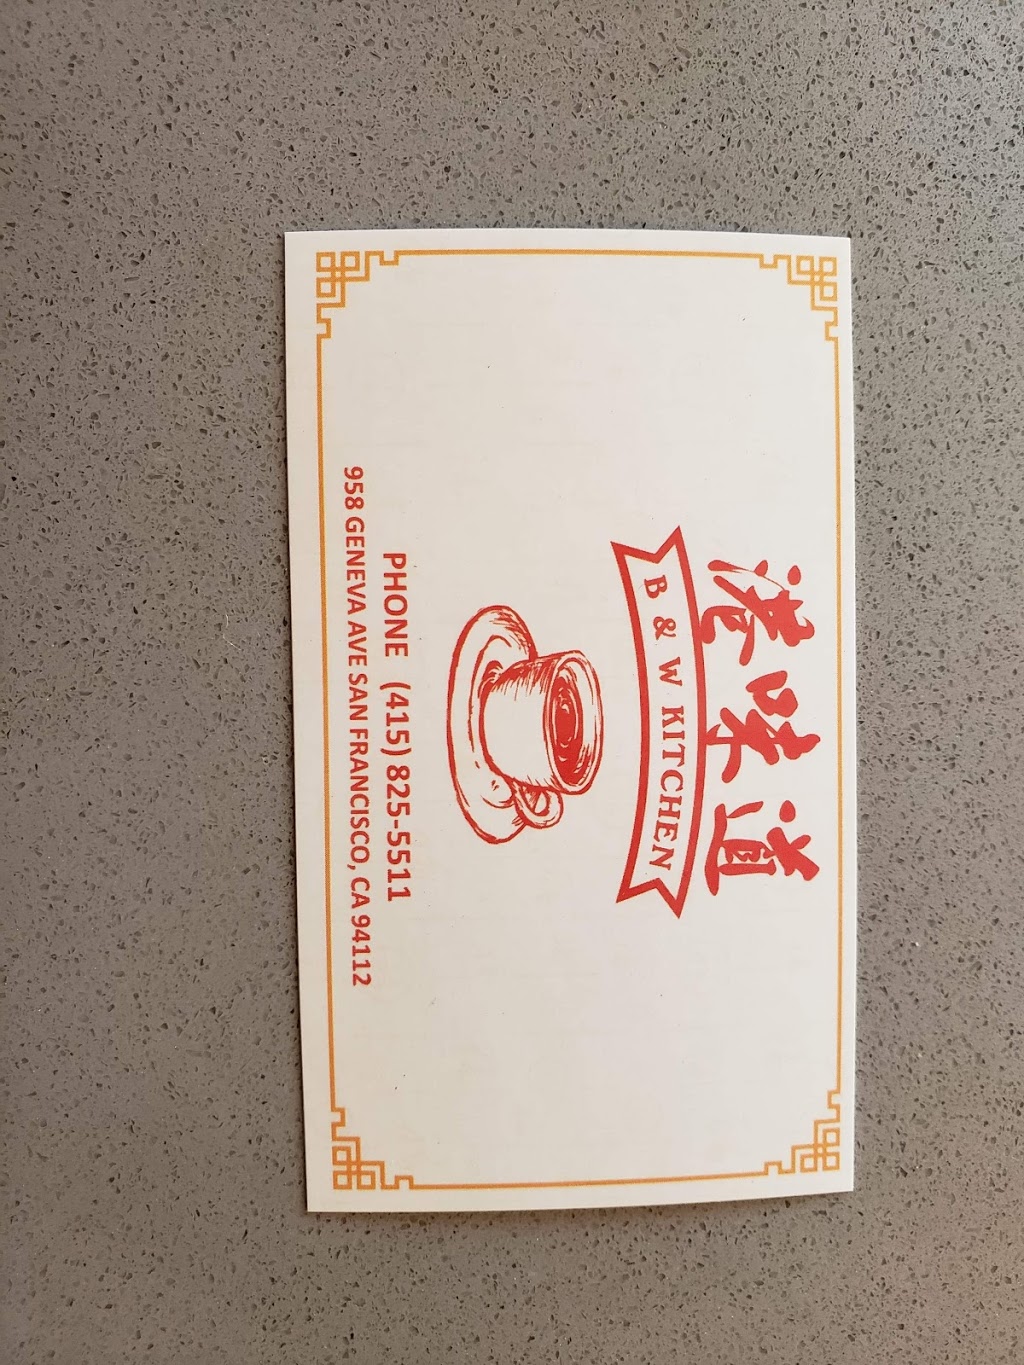 港味道
B & W KITCHEN
PHONE (415) 825-5511
958 GENEVA AVE SAN FRANCISCO, CA 94112